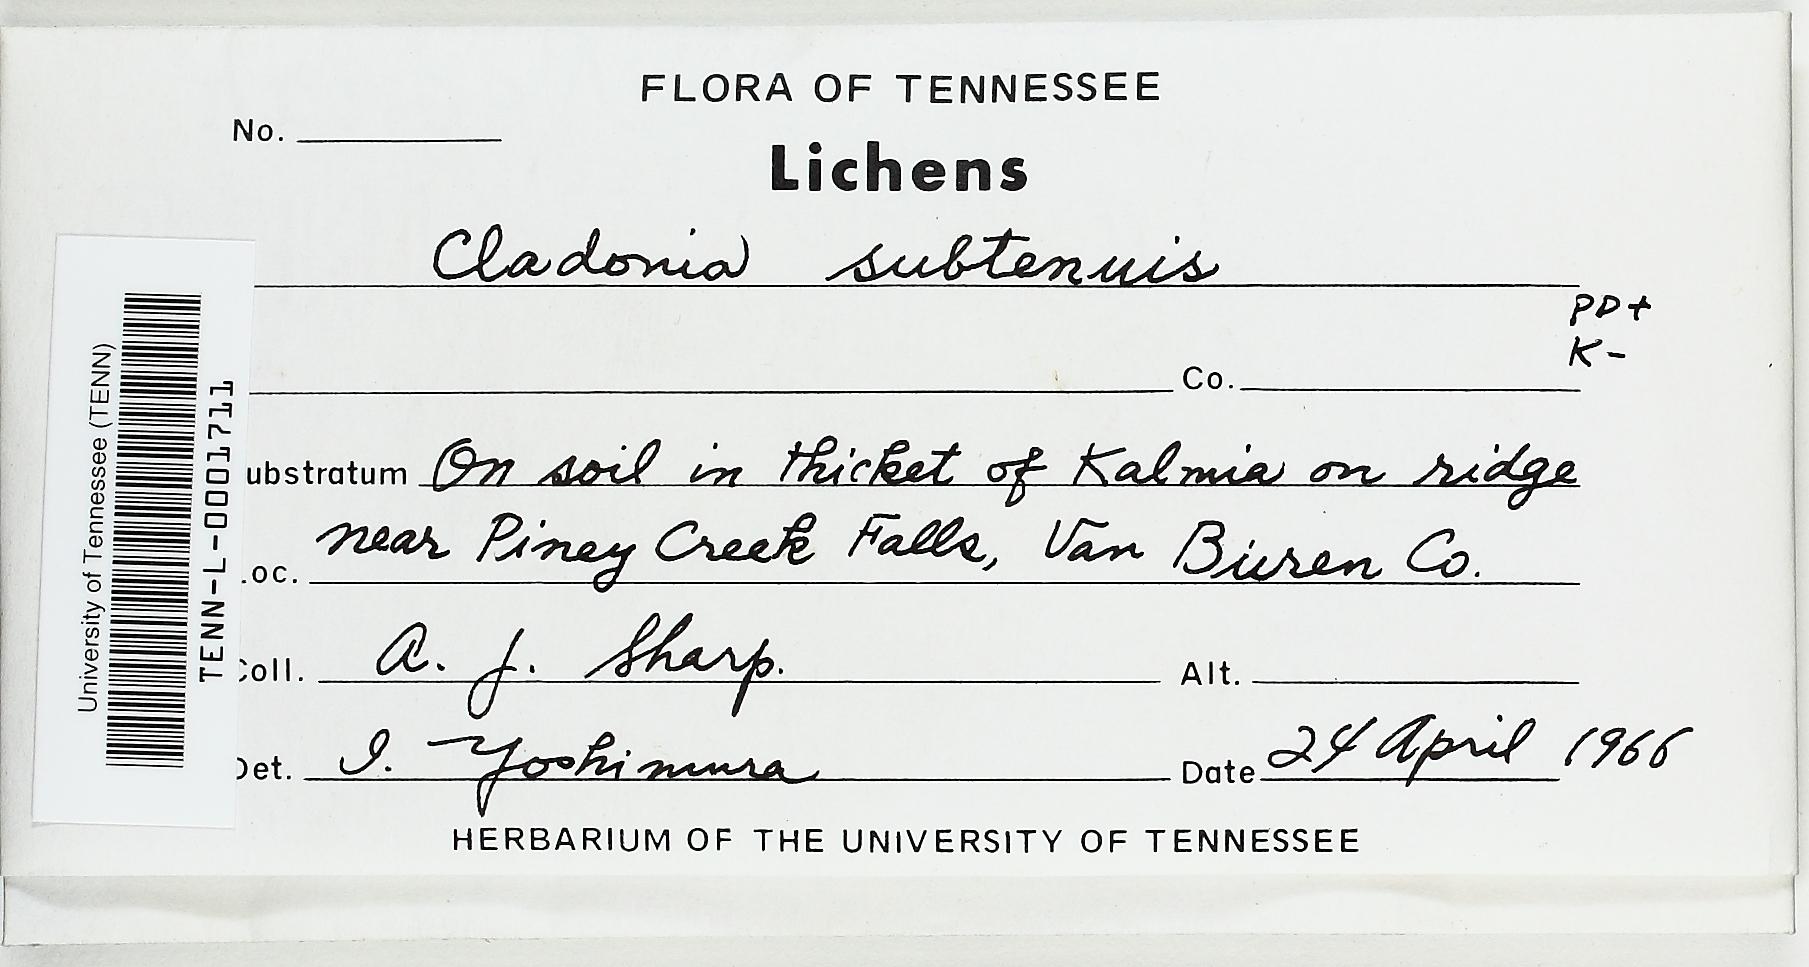 FLORA OF TENNESSEE
No.
Lichens
Cladonia subtenuis
PD+
K-
Co.
ubstratum On soil in thicket of Kalmia on ridge
near Piney Creek Falls, Van Buren Co.
oc.
Coll. A. J. Sharp. Alt.
Det. I. Yoshimura Date 24 April 1966
HERBARIUM OF THE UNIVERSITY OF TENNESSEE
University of Tennessee (TENN)
TENN-L-0001711